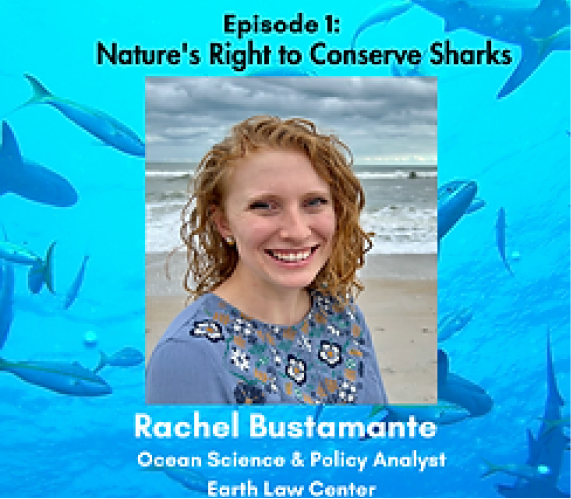 Episode 1:
Nature's Right to Conserve Sharks
Rachel Bustamante
Ocean Science & Policy Analyst
Earth Law Center